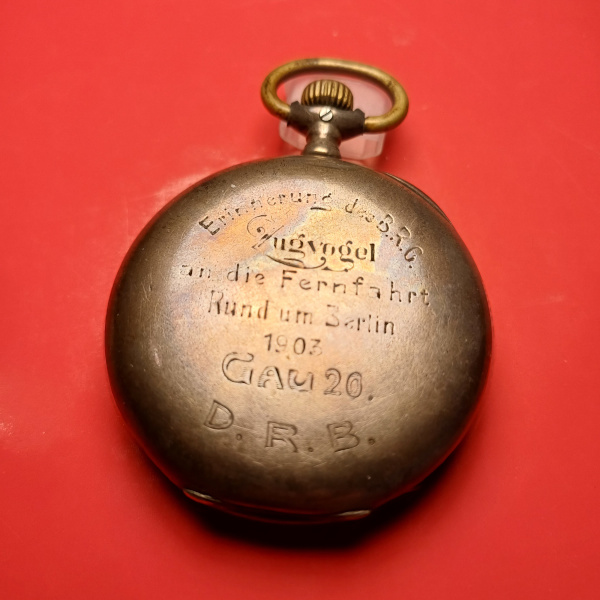 Erinnerung des B.R.G.
Zugvogel
an die Fernfahrt
Rund um Berlin
1903
GAU 20.
D. R. B.